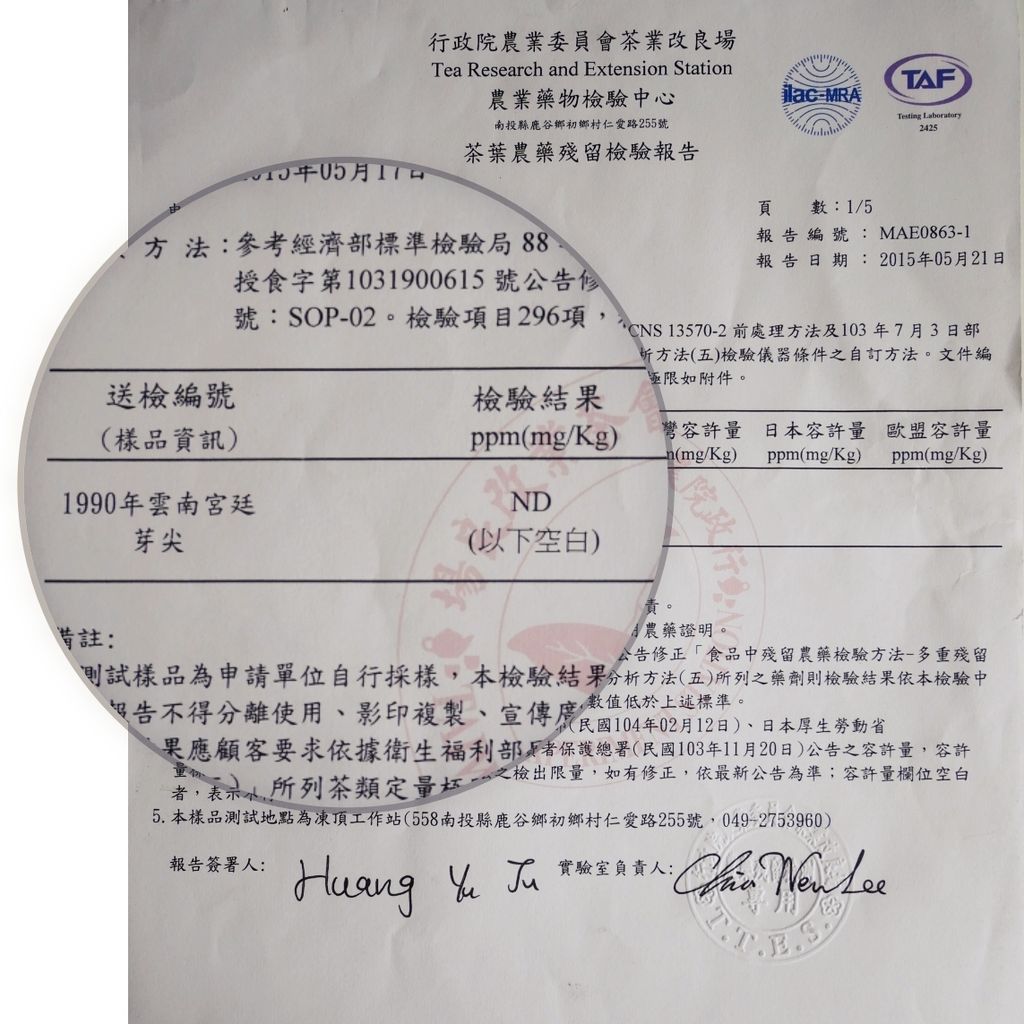 行政院農業委員會茶業改良場
Tea Research and Extension Station
農業藥物檢驗中心
南投縣鹿谷鄉初鄉村仁愛路255號
茶葉農藥殘留檢驗報告
ilac-MRA
TAF
Testing Laboratory
2425
2015年05月17日
頁 數：1/5
報告編號：MAE0863-1
報告日期：2015年05月21日
方 法：參考經濟部標準檢驗局 88
授食字第1031900615 號公告修
號：SOP-02。檢驗項目296項，
CNS 13570-2 前處理方法及103 年 7 月 3 日部
析方法(五)檢驗儀器條件之自訂方法。文件編
極限如附件。
送檢編號 檢驗結果 灣容許量 日本容許量 歐盟容許量
(樣品資訊) ppm(mg/Kg) (mg/Kg) ppm(mg/Kg) ppm(mg/Kg)
1990年雲南宮廷 ND
芽尖 (以下空白)
備註:
測試樣品為申請單位自行採樣，本檢驗結果
報告不得分離使用、影印複製、宣傳廣
果應顧客要求依據衛生福利部
」所列茶類定量極
責。
農藥證明。
公告修正「食品中殘留農藥檢驗方法-多重殘留
分析方法(五)所列之藥劑則檢驗結果依本檢驗中
數值低於上述標準。
(民國104年02月12日)、日本厚生勞動省
者保護總署(民國103年11月20日)公告之容許量，容許
之檢出限量，如有修正，依最新公告為準；容許量欄位空白
者，表示
5. 本樣品測試地點為凍頂工作站(558南投縣鹿谷鄉初鄉村仁愛路255號，049-2753960)
報告簽署人: Huang Yu Ju 實驗室負責人: Chiu Wen Lee
專用
T.T.E.S.